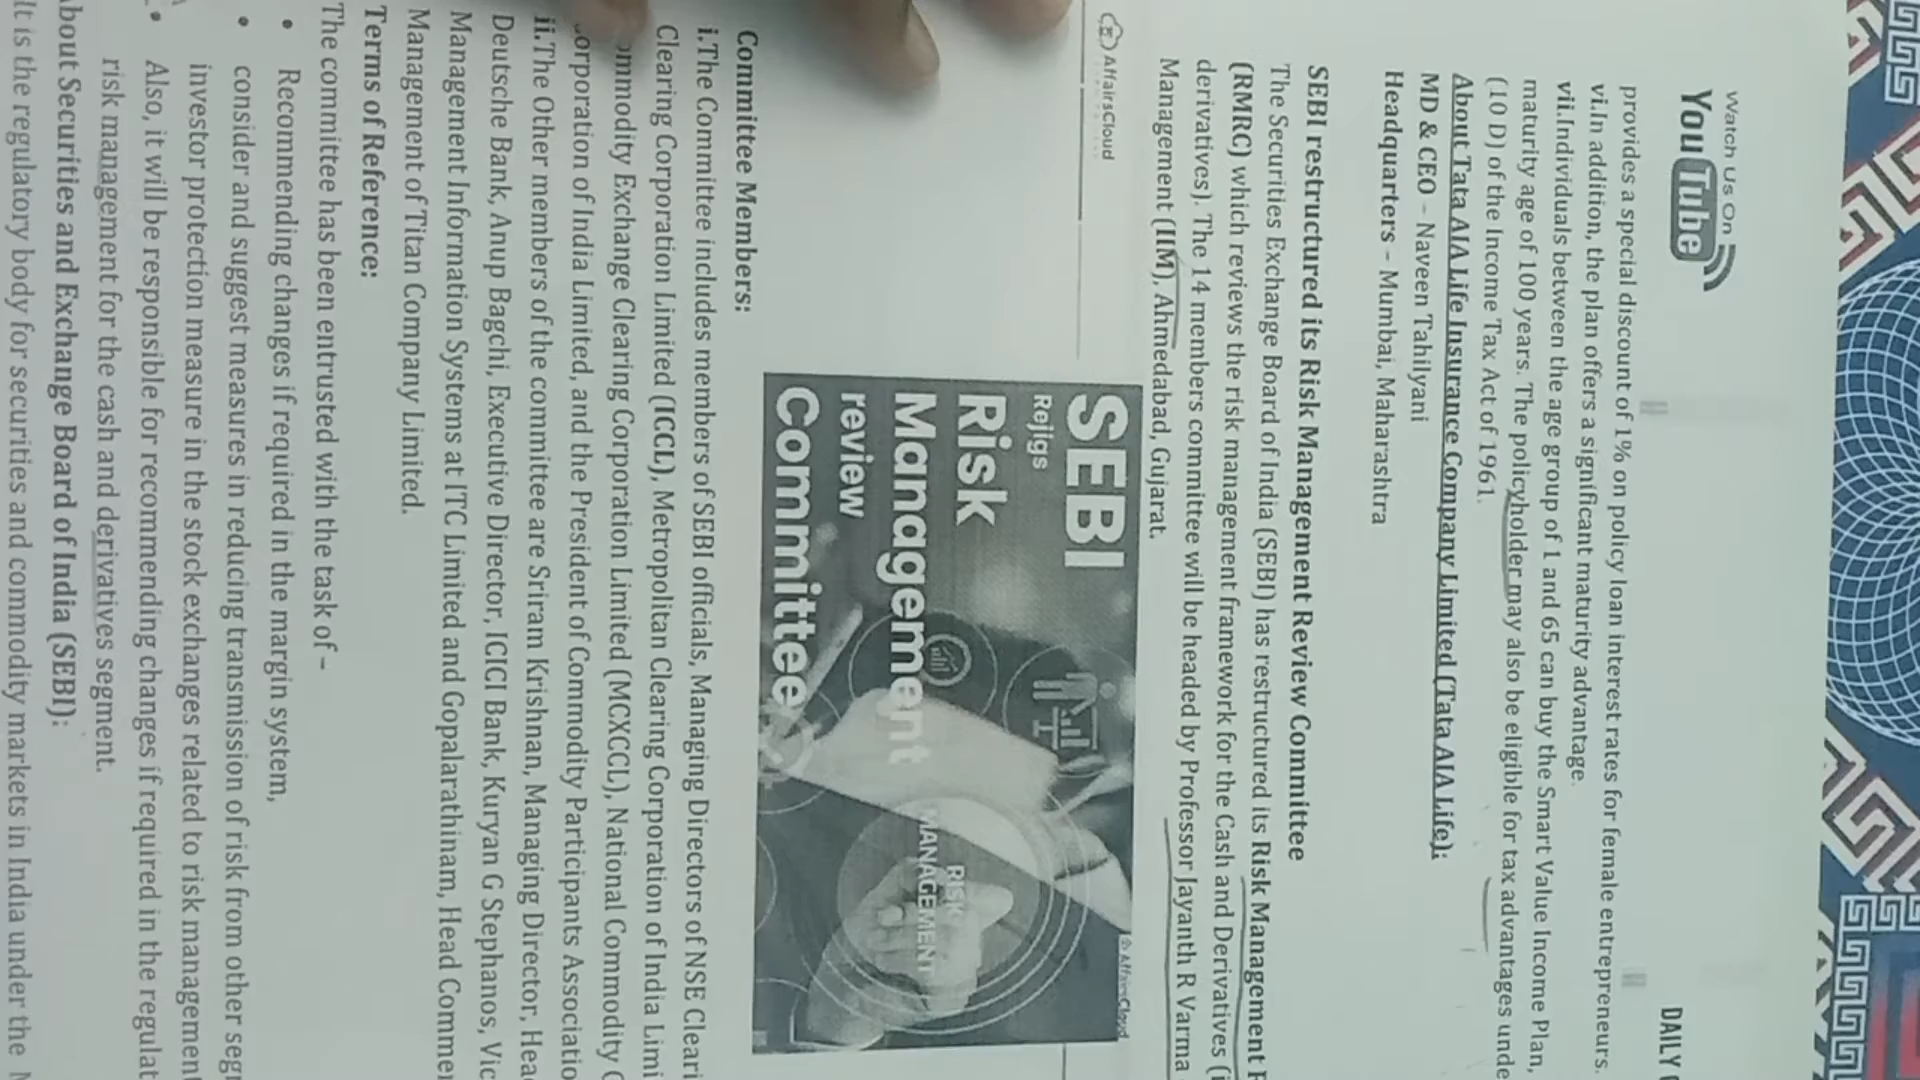 Watch Us On
YouTube
DAILY
provides a special discount of 1% on policy loan interest rates for female entrepreneurs.
vi.In addition, the plan offers a significant maturity advantage.
vii.Individuals between the age group of 1 and 65 can buy the Smart Value Income Plan,
maturity age of 100 years. The policyholder may also be eligible for tax advantages unde
(10 D) of the Income Tax Act of 1961.
About Tata AIA Life Insurance Company Limited (Tata AIA Life):
MD & CEO – Naveen Tahilyani
Headquarters – Mumbai, Maharashtra
SEBI restructured its Risk Management Review Committee
The Securities Exchange Board of India (SEBI) has restructured its Risk Management
(RMRC) which reviews the risk management framework for the Cash and Derivatives (
derivatives). The 14 members committee will be headed by Professor Jayanth R Varma
Management (IIM), Ahmedabad, Gujarat.
AffairsCloud
SEBI
Rejigs
Risk
Management
review
Committee
RISK
MANAGEMENT
AffairsCloud
Committee Members:
i.The Committee includes members of SEBI officials, Managing Directors of NSE Cleari
Clearing Corporation Limited (ICCL), Metropolitan Clearing Corporation of India Limi
ommodity Exchange Clearing Corporation Limited (MCXCCL), National Commodity
orporation of India Limited, and the President of Commodity Participants Associatio
ii.The Other members of the committee are Sriram Krishnan, Managing Director, Hea
Deutsche Bank, Anup Bagchi, Executive Director, ICICI Bank, Kuryan G Stephanos, Vic
Management Information Systems at ITC Limited and Gopalarathinam, Head Commer
Management of Titan Company Limited.
Terms of Reference:
The committee has been entrusted with the task of –
• Recommending changes if required in the margin system,
• consider and suggest measures in reducing transmission of risk from other seg
investor protection measure in the stock exchanges related to risk management
• Also, it will be responsible for recommending changes if required in the regulat
risk management for the cash and derivatives segment.
bout Securities and Exchange Board of India (SEBI):
It is the regulatory body for securities and commodity markets in India under the